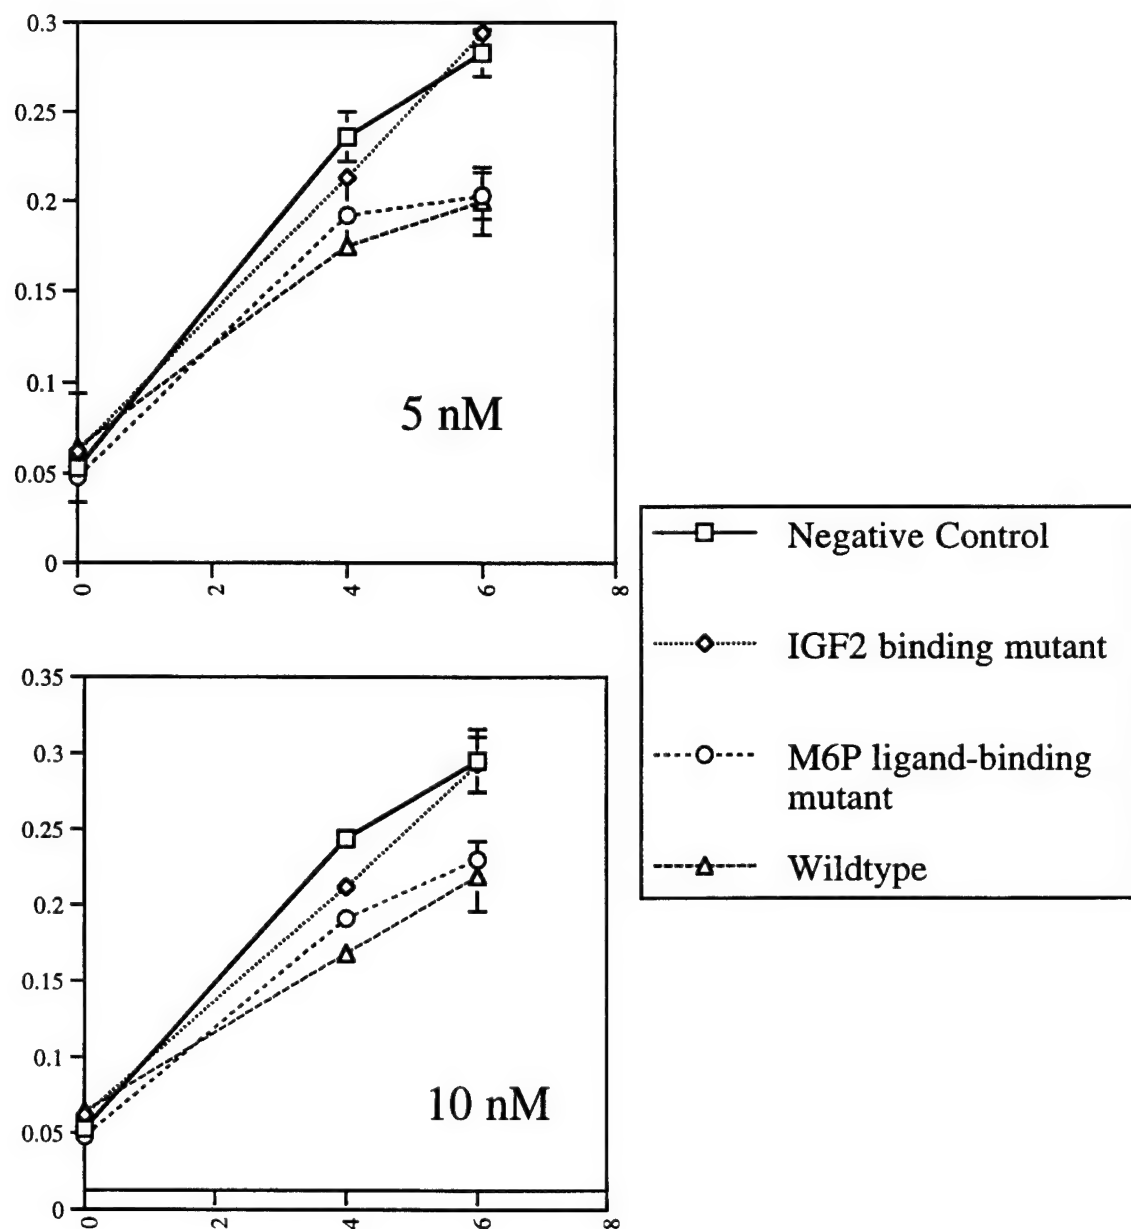 0.3
0.25
0.2
0.15
0.1
0.05
0
5 nM
0 2 4 6 8
Negative Control
IGF2 binding mutant
M6P ligand-binding
mutant
Wildtype
0.35
0.3
0.25
0.2
0.15
0.1
0.05
0
10 nM
0 2 4 6 8